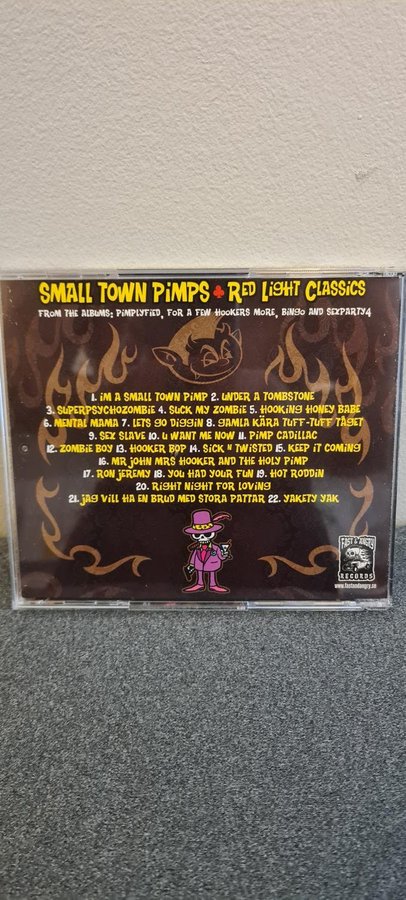 SMALL TOWN PIMPS ♣ RED LIGHT CLASSICS
FROM THE ALBUMS; PIMPLYFIED, FOR A FEW HOOKERS MORE, BINGO AND SEXPARTY4
1. IM A SMALL TOWN PIMP 2. UNDER A TOMBSTONE
3. SUPERPSYCHOZOMBIE 4. SUCK MY ZOMBIE 5. HOOKING HONEY BABE
6. MENTAL MAMA 7. LETS GO DIGGIN 8. GAMLA KÄRA TUFF-TUFF TÅGET
9. SEX SLAVE 10. U WANT ME NOW 11. PIMP CADILLAC
12. ZOMBIE BOY 13. HOOKER BOP 14. SICK N TWISTED 15. KEEP IT COMING
16. MR JOHN MRS HOOKER AND THE HOLY PIMP
17. RON JEREMY 18. YOU HAD YOUR FUN 19. HOT RODDIN
20. RIGHT NIGHT FOR LOVING
21. JAG VILL HA EN BRUD MED STORA PATTAR 22. YAKETY YAK
FAST & ANGRY
RECORDS
www.fastandangry.se